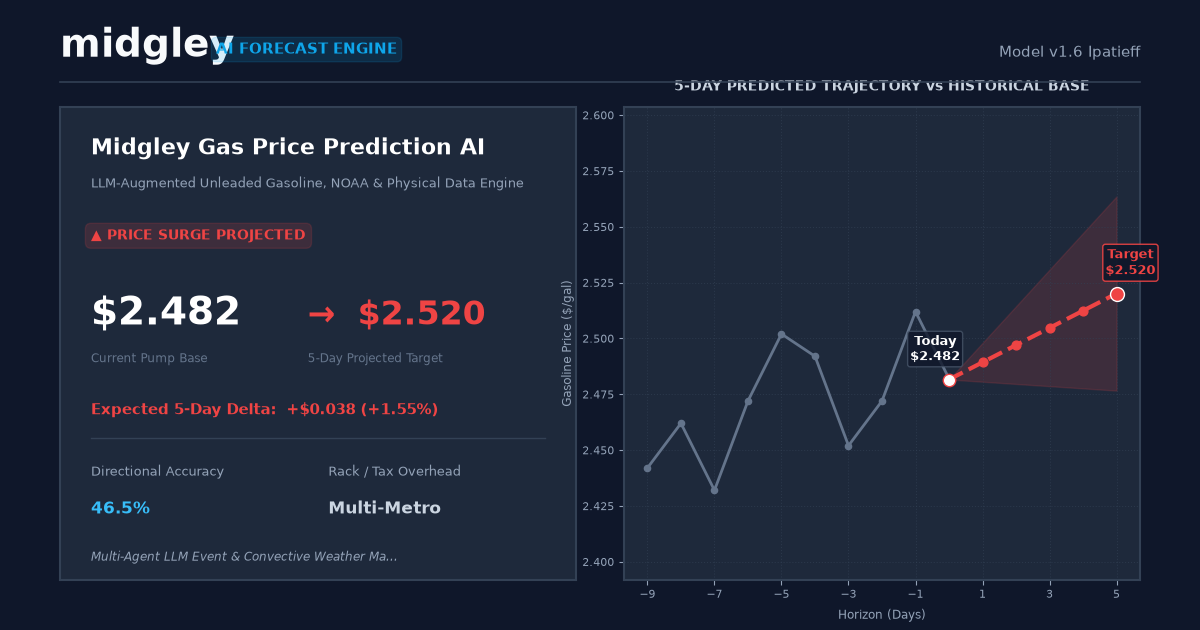 midgley
AI FORECAST ENGINE
Model v1.6 Ipatieff
Midgley Gas Price Prediction AI
LLM-Augmented Unleaded Gasoline, NOAA & Physical Data Engine
▲ PRICE SURGE PROJECTED
$2.482 → $2.520
Current Pump Base
5-Day Projected Target
Expected 5-Day Delta: +$0.038 (+1.55%)
Directional Accuracy
Rack / Tax Overhead
46.5%
Multi-Metro
Multi-Agent LLM Event & Convective Weather Ma...
5-DAY PREDICTED TRAJECTORY vs HISTORICAL BASE
Gasoline Price ($/gal)
2.600
2.575
2.550
2.525
2.500
2.475
2.450
2.425
2.400
Today
$2.482
Target
$2.520
−9 −7 −5 −3 −1 1 3 5
Horizon (Days)